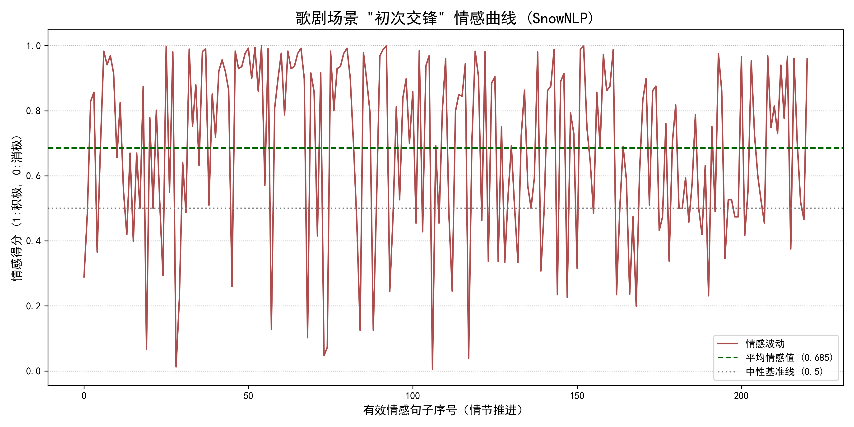 歌剧场景 "初次交锋" 情感曲线 (SnowNLP)
情感得分 (1:积极, 0:消极)
1.0
0.8
0.6
0.4
0.2
0.0
情感波动
平均情感值 (0.685)
中性基准线 (0.5)
0
50
100
150
200
有效情感句子序号 (情节推进)